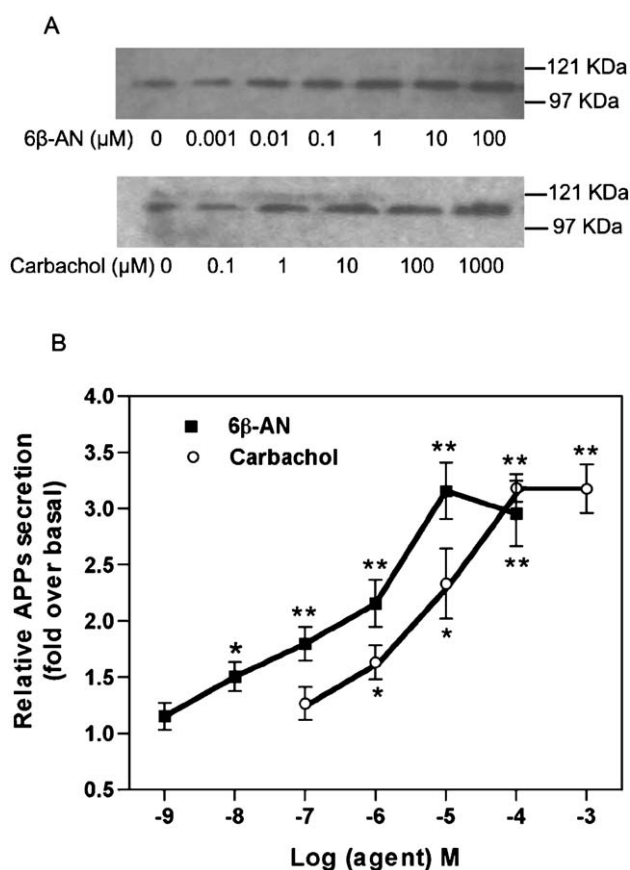 A
121 KDa
97 KDa
6β-AN (μM) 0 0.001 0.01 0.1 1 10 100
121 KDa
97 KDa
Carbachol (μM) 0 0.1 1 10 100 1000
B
4.0
3.5
3.0
2.5
2.0
1.5
1.0
0.5
Relative APPs secretion
(fold over basal)
6β-AN
Carbachol
* ** ** ** **
* * ** **
-9 -8 -7 -6 -5 -4 -3
Log (agent) M